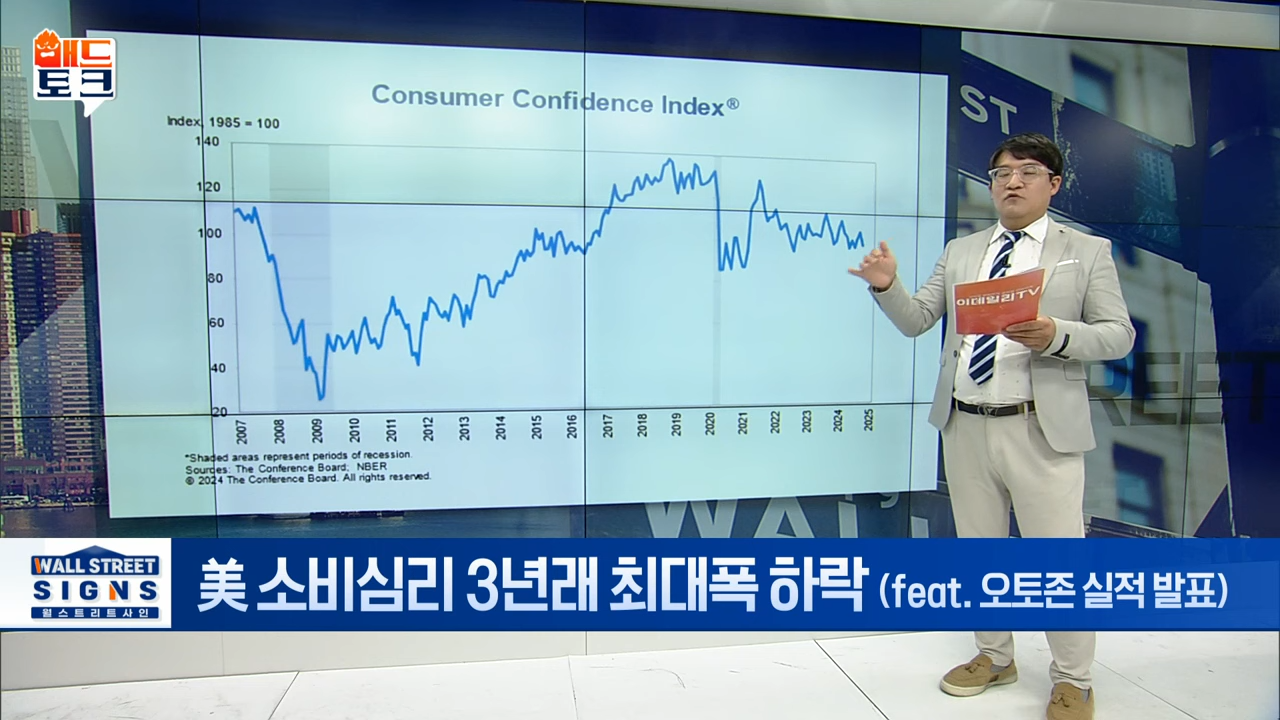 매드
토크
Consumer Confidence Index®
Index, 1985 = 100
140
120
100
80
60
40
20
2007 2008 2009 2010 2011 2012 2013 2014 2015 2016 2017 2018 2019 2020 2021 2022 2023 2024 2025
*Shaded areas represent periods of recession.
Sources: The Conference Board; NBER
© 2024 The Conference Board. All rights reserved.
ST
이데일리TV
WALL STREET
SIGNS
월스트리트사인
美 소비심리 3년래 최대폭 하락 (feat. 오토존 실적 발표)